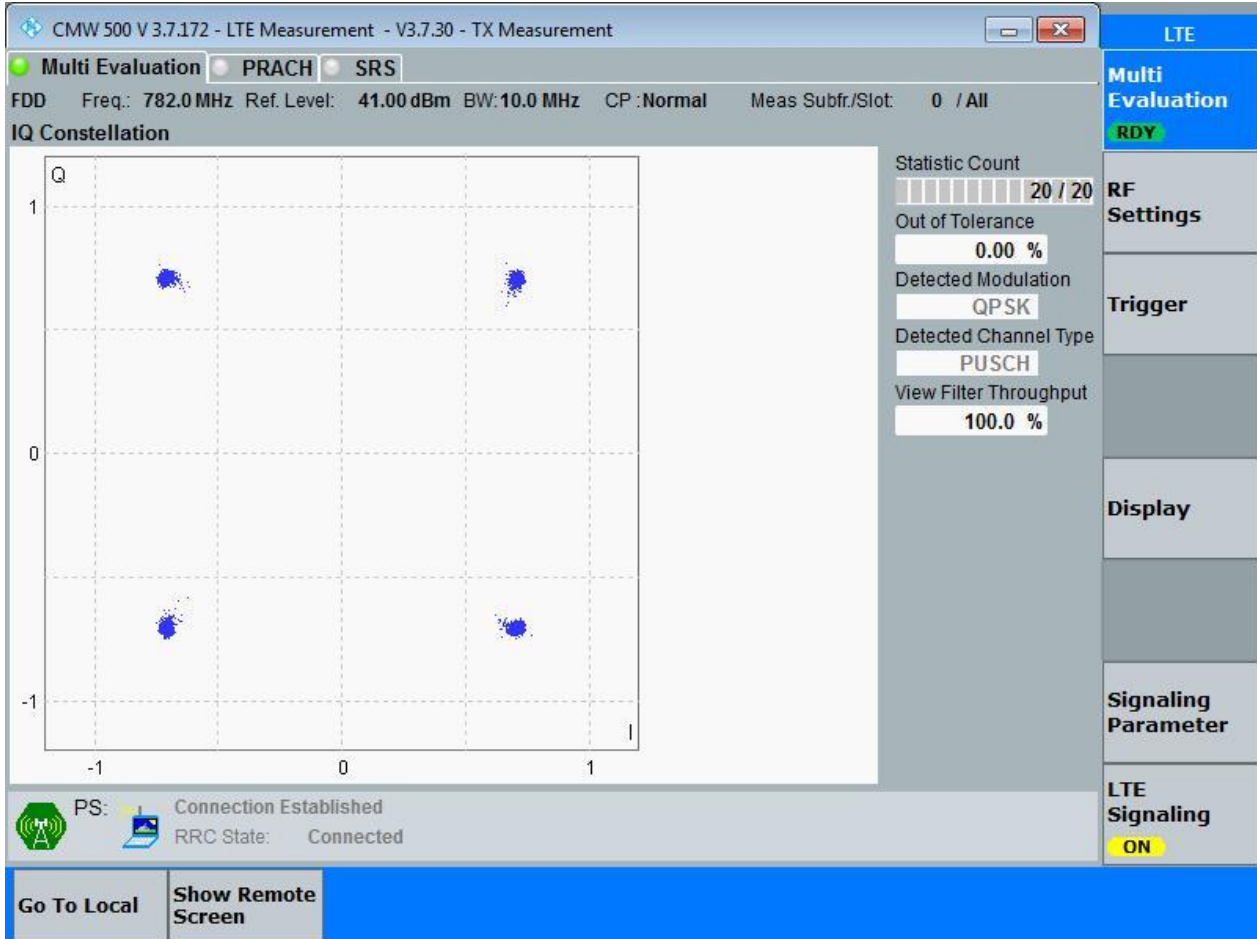 CMW 500 V 3.7.172 - LTE Measurement - V3.7.30 - TX Measurement
LTE
Multi Evaluation PRACH SRS
FDD Freq.: 782.0 MHz Ref. Level: 41.00 dBm BW: 10.0 MHz CP : Normal Meas Subfr./Slot: 0 / All
IQ Constellation
Q
1
0
-1
I
-1 0 1
Statistic Count
20 / 20
Out of Tolerance
0.00 %
Detected Modulation
QPSK
Detected Channel Type
PUSCH
View Filter Throughput
100.0 %
Multi
Evaluation
RDY
RF
Settings
Trigger
Display
Signaling
Parameter
LTE
Signaling
ON
PS: Connection Established
RRC State: Connected
Go To Local
Show Remote
Screen